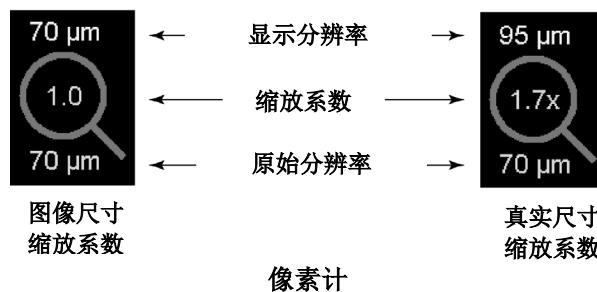 70 μm 显示分辨率 95 μm
1.0 缩放系数 1.7x
70 μm 原始分辨率 70 μm
图像尺寸 真实尺寸
缩放系数 缩放系数
像素计